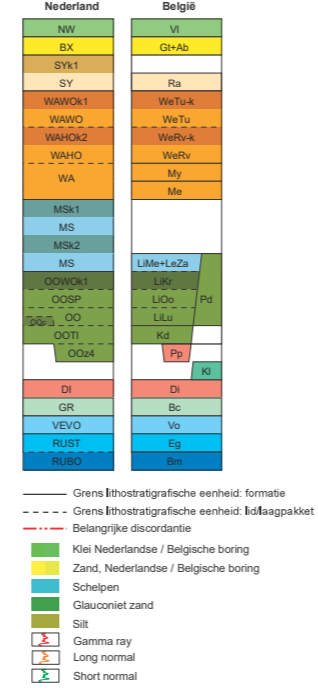 Nederland België
NW Vl
BX Gt+Ab
SYk1
SY Ra
WAWOk1 WeTu-k
WAWO WeTu
WAHOk2 WeRv-k
WAHO WeRv
WA My
Me
MSk1
MS
MSk2
MS LiMe+LeZa
OOWOk1 LiKr
OOSP LiOo Pd
OO LiLu
OOTI Kd
OOz4 Pp
Kl
DI Di
GR Bc
VEVO Vo
RUST Eg
RUBO Bm
Grens lithostratigrafische eenheid: formatie
Grens lithostratigrafische eenheid: lid/laagpakket
Belangrijke discordantie
Klei Nederlandse / Belgische boring
Zand, Nederlandse / Belgische boring
Schelpen
Glauconiet zand
Silt
Gamma ray
Long normal
Short normal